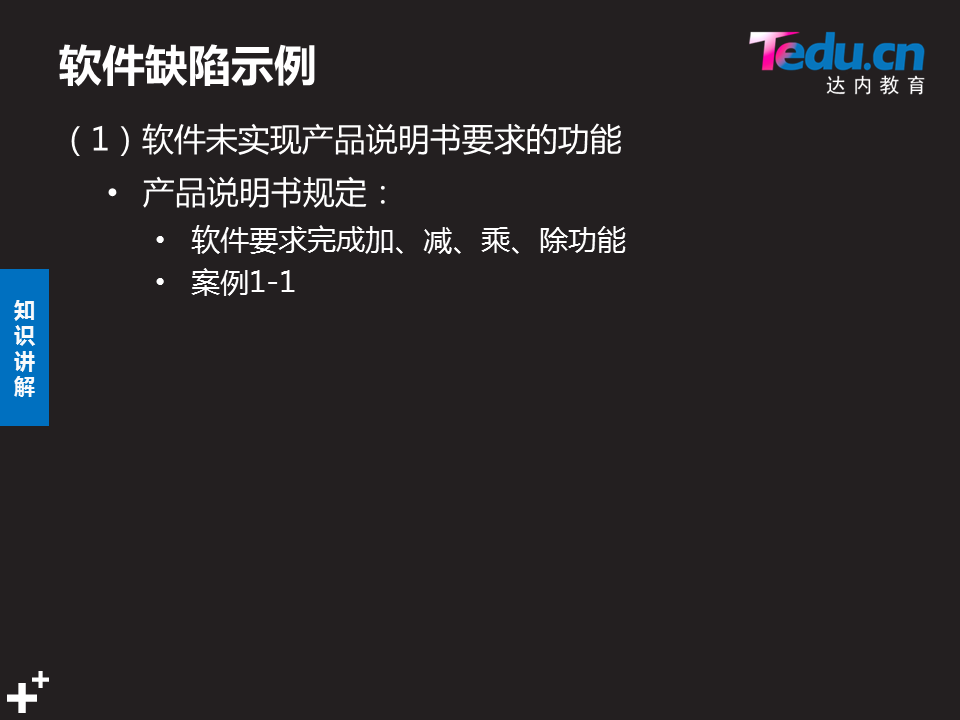 软件缺陷示例
Tedu.cn
达内教育
（1）软件未实现产品说明书要求的功能
• 产品说明书规定：
• 软件要求完成加、减、乘、除功能
• 案例1-1
知识讲解